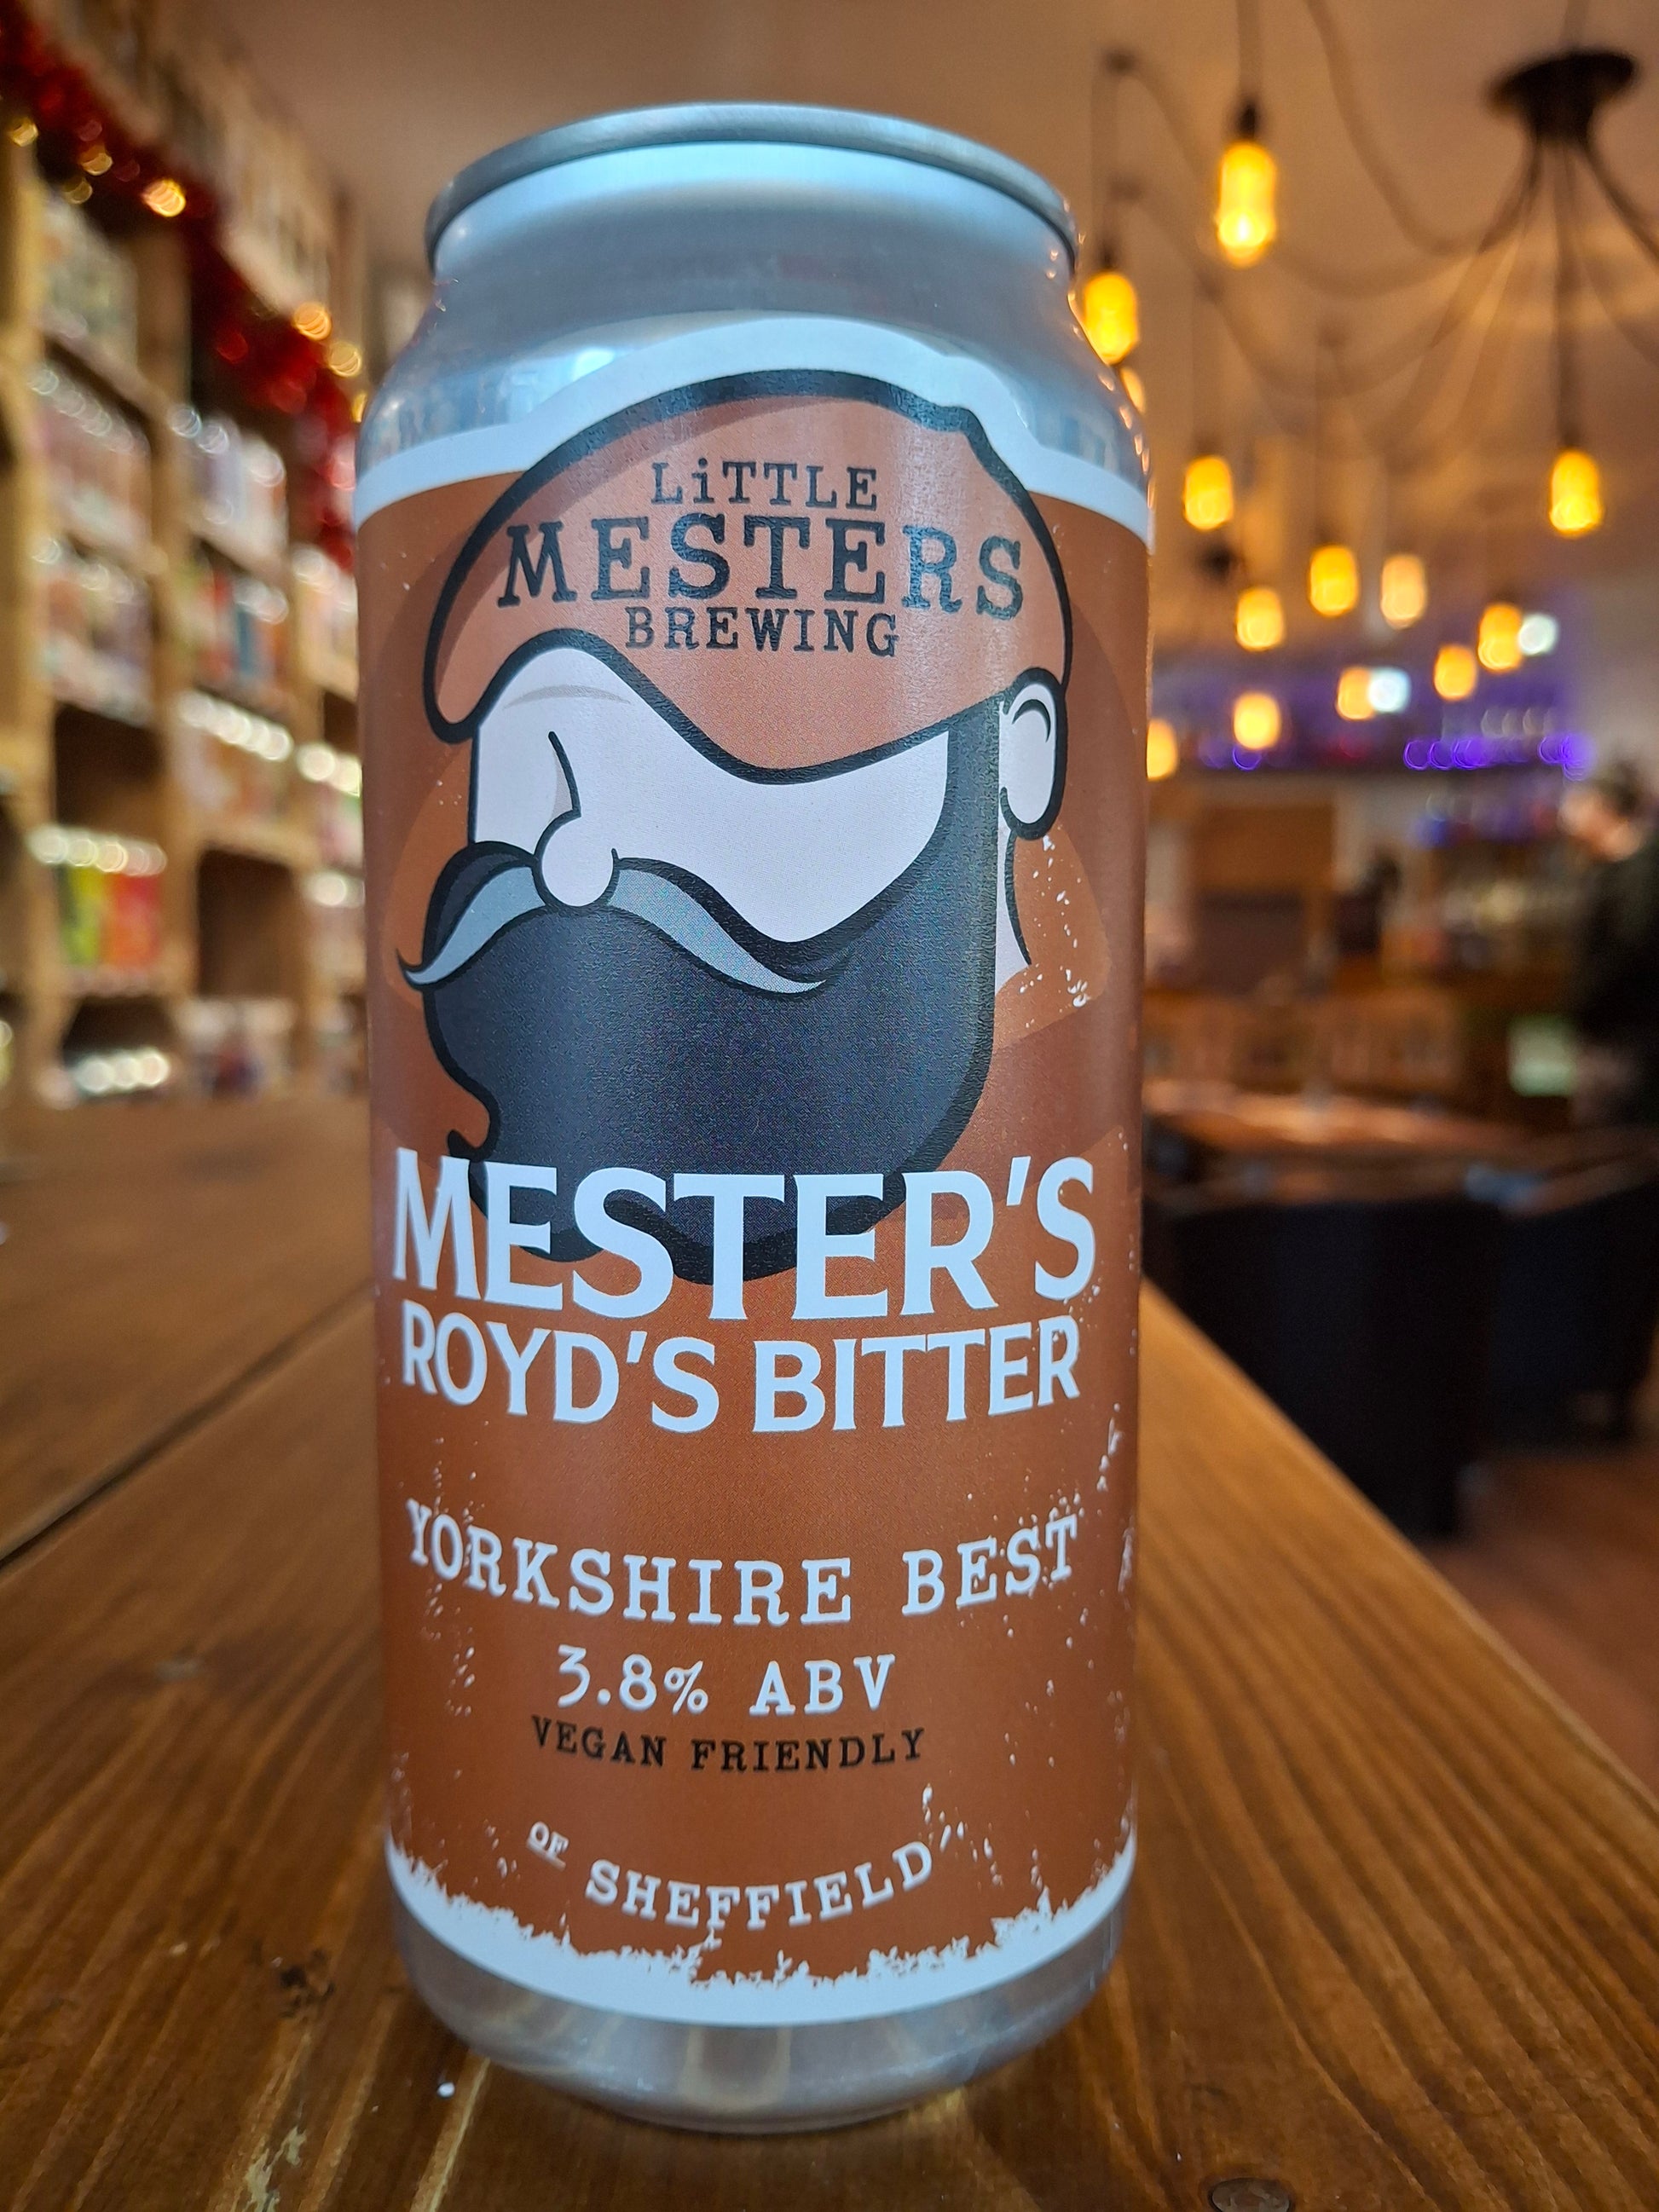 LiTTLE
MESTERS
BREWING
MESTER'S
ROYD'S BITTER
YORKSHIRE BEST
3.8% ABV
VEGAN FRIENDLY
OF SHEFFIELD